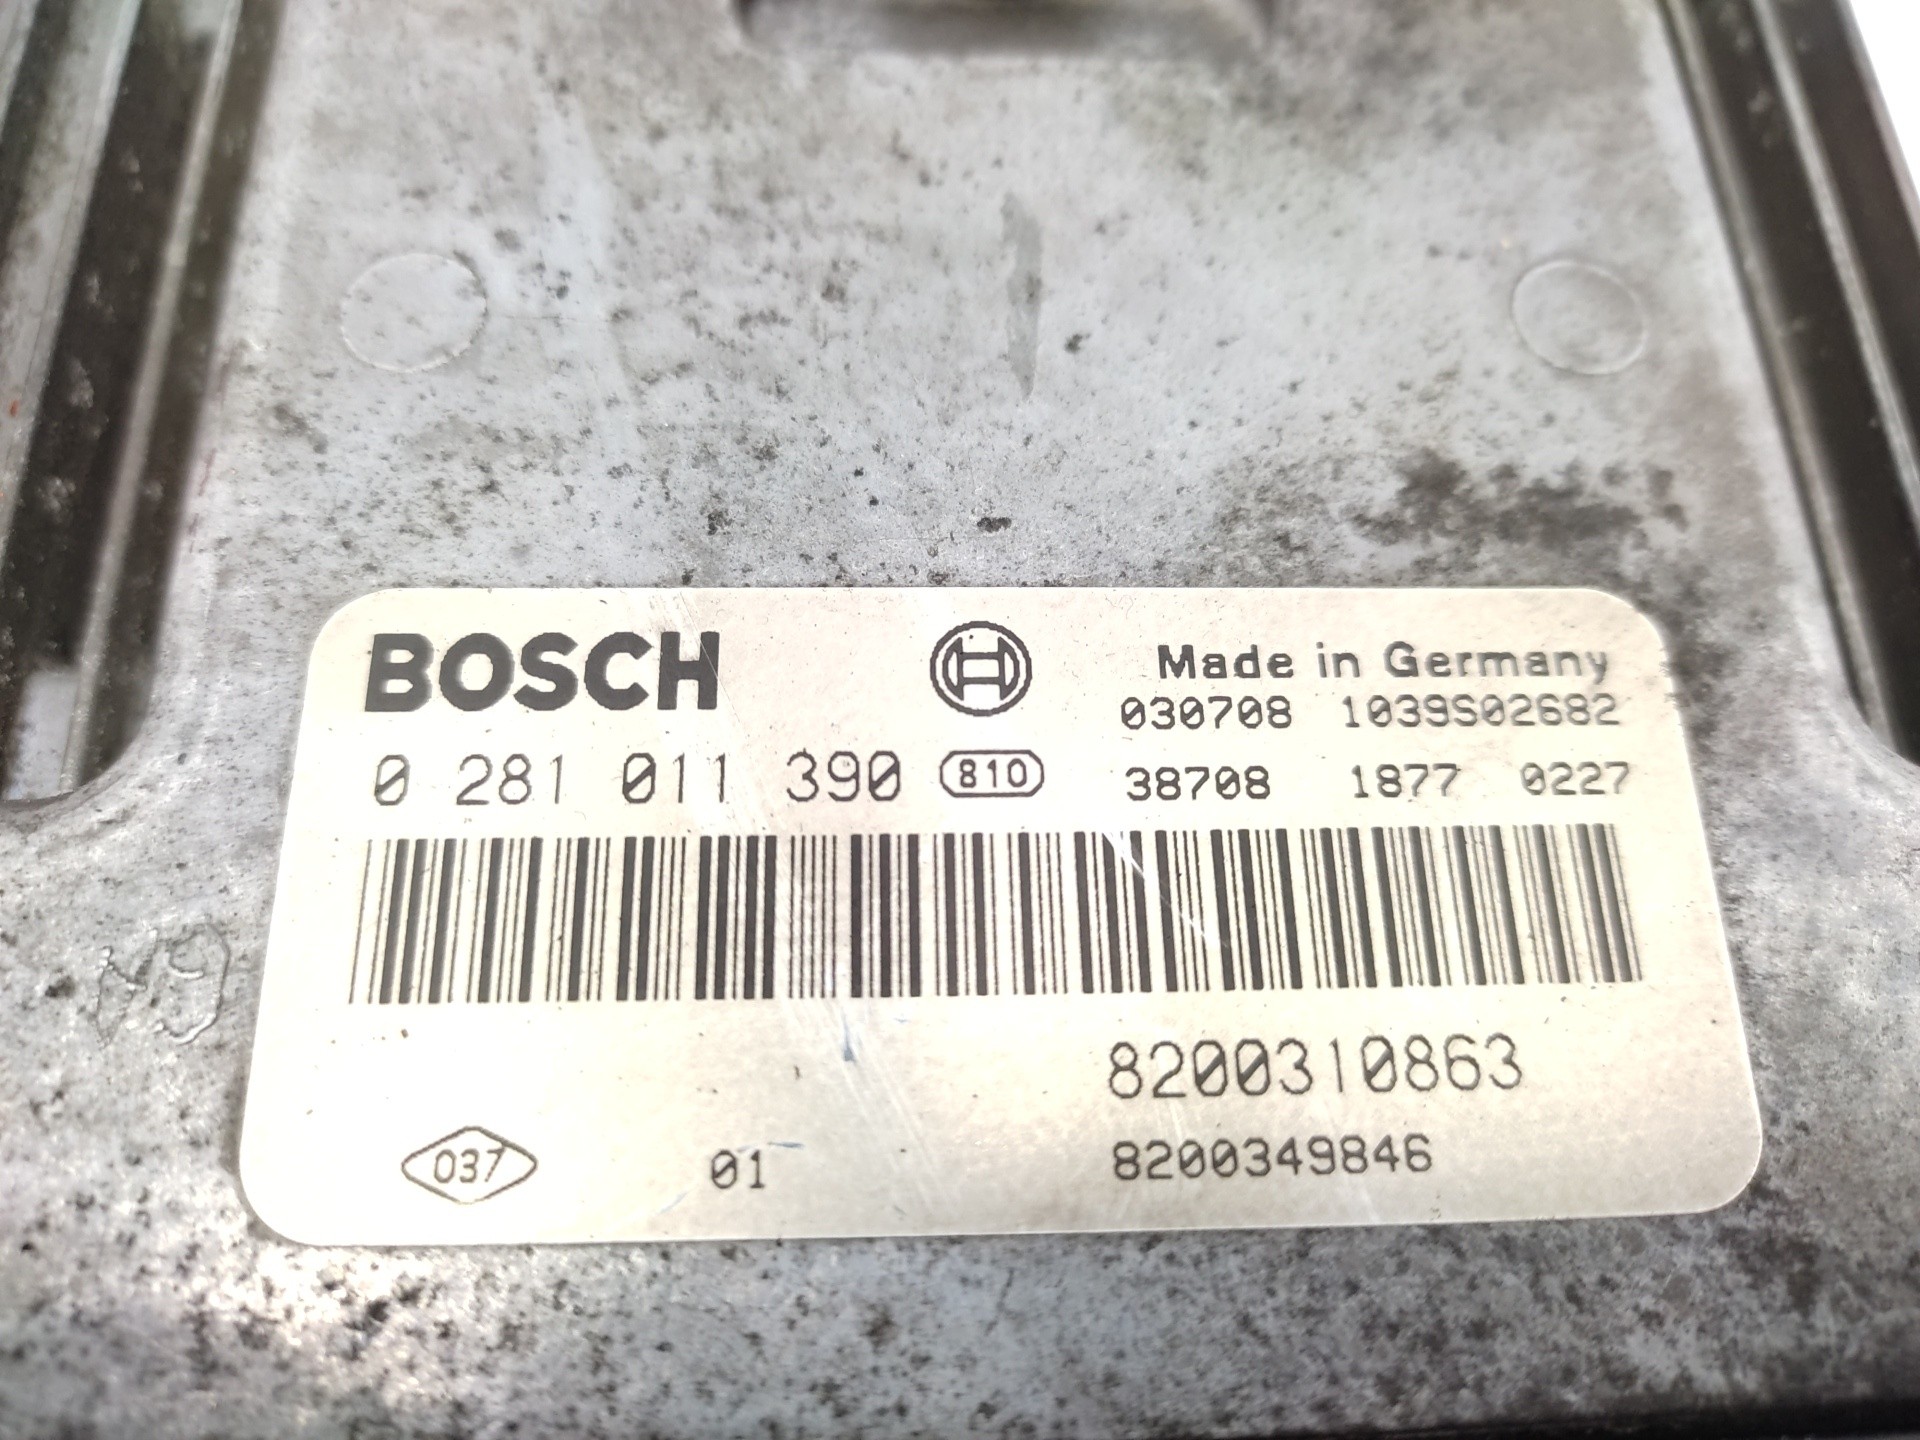 BOSCH
Made in Germany
030708 1039S02682
0 281 011 390 810 38708 1877 0227
8200310863
037 01 8200349846